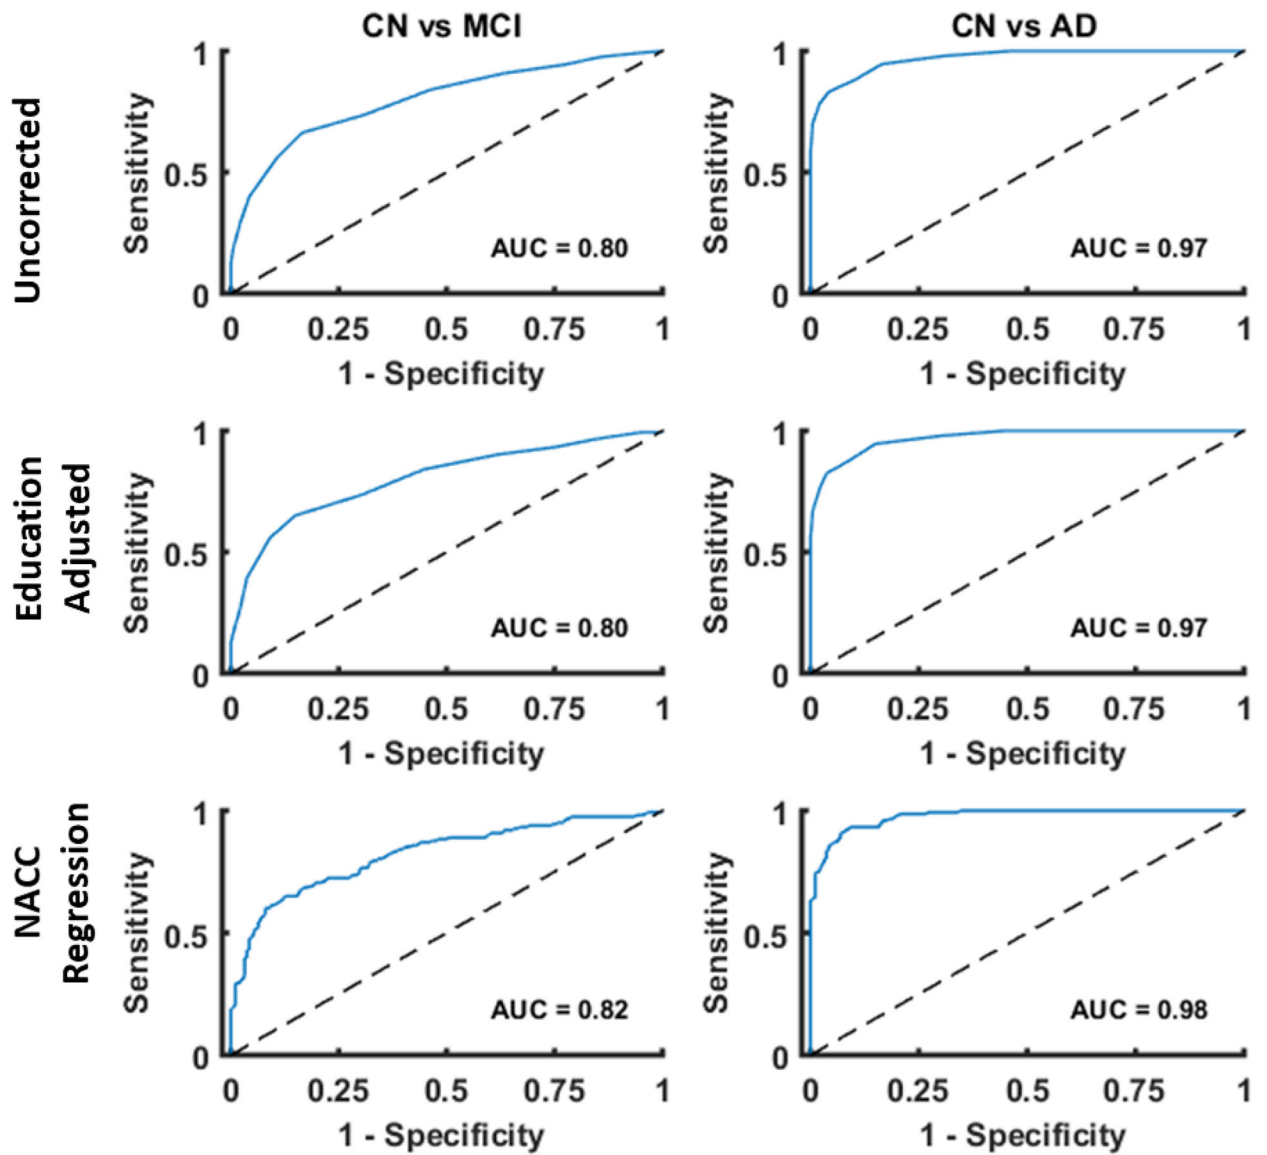 CN vs MCI
CN vs AD
Uncorrected
Sensitivity
1
0.5
0
AUC = 0.80
0 0.25 0.5 0.75 1
1 - Specificity
Sensitivity
1
0.5
0
AUC = 0.97
0 0.25 0.5 0.75 1
1 - Specificity
Education
Adjusted
Sensitivity
1
0.5
0
AUC = 0.80
0 0.25 0.5 0.75 1
1 - Specificity
Sensitivity
1
0.5
0
AUC = 0.97
0 0.25 0.5 0.75 1
1 - Specificity
NACC
Regression
Sensitivity
1
0.5
0
AUC = 0.82
0 0.25 0.5 0.75 1
1 - Specificity
Sensitivity
1
0.5
0
AUC = 0.98
0 0.25 0.5 0.75 1
1 - Specificity